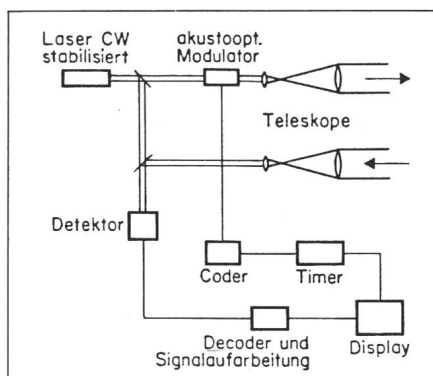 Laser CW
stabilisiert
akustoopt.
Modulator
Teleskope
Detektor
Coder
Timer
Decoder und
Signalaufarbeitung
Display